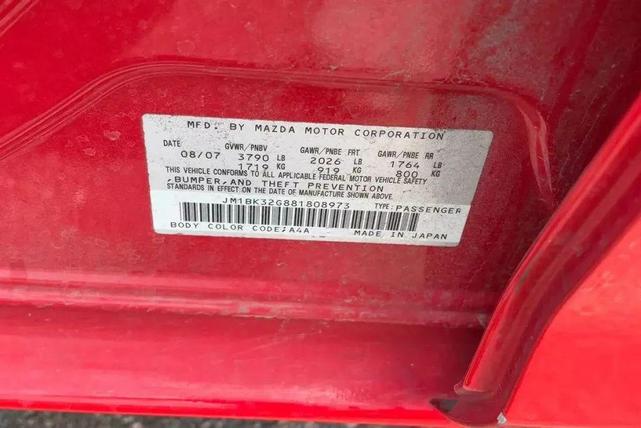 MFD. BY MAZDA MOTOR CORPORATION
DATE GVWR/PNBV GAWR/PNBE FRT GAWR/PNBE RR
08/07 3790 LB 2026 LB 1764 LB
1719 KG 919 KG 800 KG
THIS VEHICLE CONFORMS TO ALL APPLICABLE FEDERAL MOTOR VEHICLE SAFETY
,BUMPER,AND THEFT PREVENTION
STANDARDS IN EFFECT ON THE DATE OF MANUFACTURE SHOWN ABOVE.
JM1BK32G881808973 TYPE:PASSENGER
BODY COLOR CODE:A4A MADE IN JAPAN